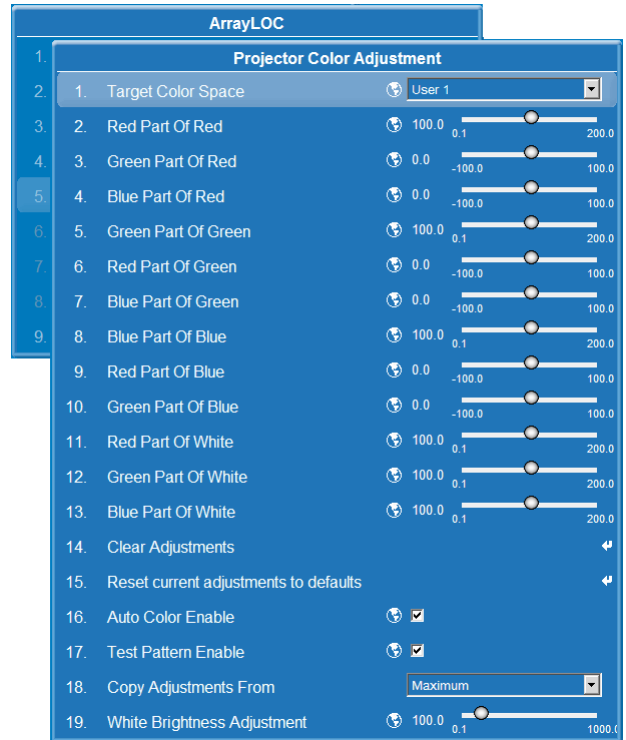 ArrayLOC
1.
2.
3.
4.
5.
6.
7.
8.
9.
Projector Color Adjustment
1. Target Color Space User 1
2. Red Part Of Red 100.0 0.1 200.0
3. Green Part Of Red 0.0 -100.0 100.0
4. Blue Part Of Red 0.0 -100.0 100.0
5. Green Part Of Green 100.0 0.1 200.0
6. Red Part Of Green 0.0 -100.0 100.0
7. Blue Part Of Green 0.0 -100.0 100.0
8. Blue Part Of Blue 100.0 0.1 200.0
9. Red Part Of Blue 0.0 -100.0 100.0
10. Green Part Of Blue 0.0 -100.0 100.0
11. Red Part Of White 100.0 0.1 200.0
12. Green Part Of White 100.0 0.1 200.0
13. Blue Part Of White 100.0 0.1 200.0
14. Clear Adjustments
15. Reset current adjustments to defaults
16. Auto Color Enable
17. Test Pattern Enable
18. Copy Adjustments From Maximum
19. White Brightness Adjustment 100.0 0.1 1000.0